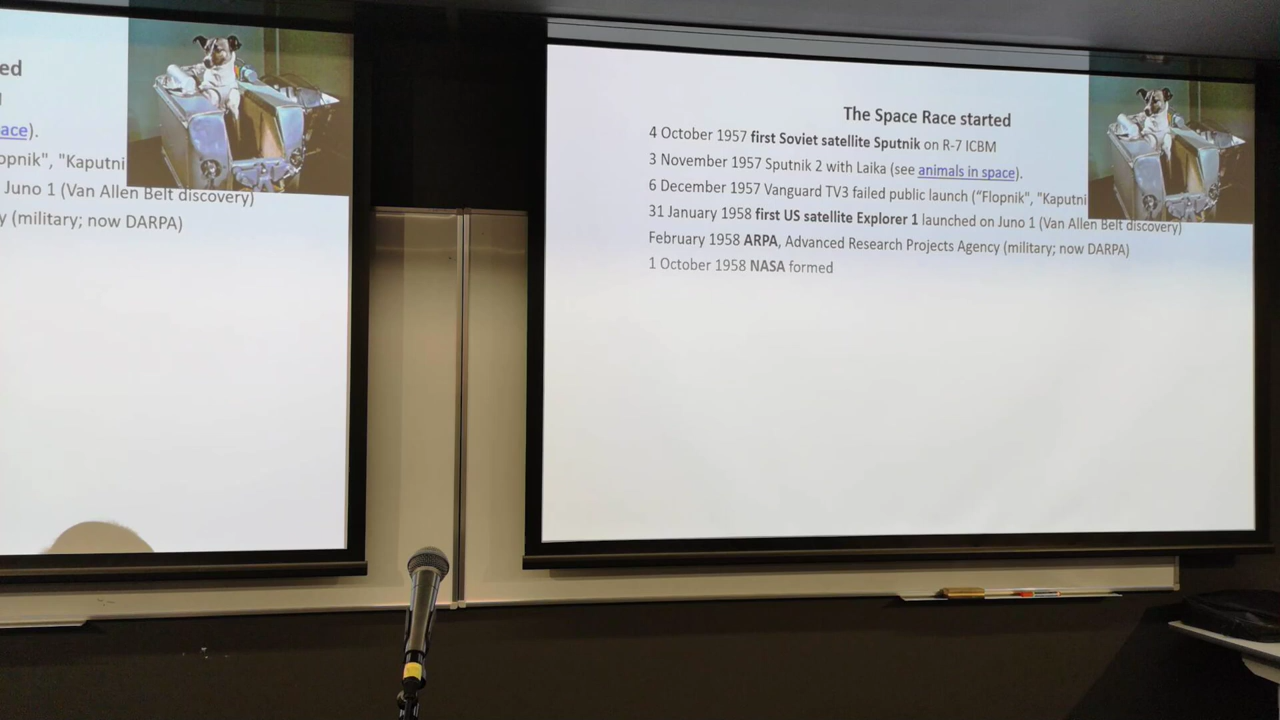 ed
ace).
opnik", "Kaputni
Juno 1 (Van Allen Belt discovery)
y (military; now DARPA)
The Space Race started
4 October 1957 first Soviet satellite Sputnik on R-7 ICBM
3 November 1957 Sputnik 2 with Laika (see animals in space).
6 December 1957 Vanguard TV3 failed public launch ("Flopnik", "Kaputni
31 January 1958 first US satellite Explorer 1 launched on Juno 1 (Van Allen Belt discovery)
February 1958 ARPA, Advanced Research Projects Agency (military; now DARPA)
1 October 1958 NASA formed